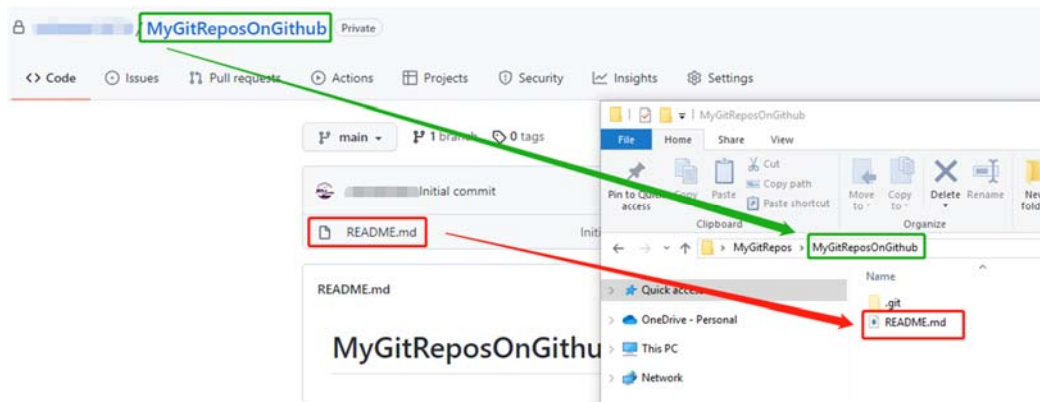 / MyGitReposOnGithub Private
Code Issues Pull requests Actions Projects Security Insights Settings
main 1 branch 0 tags
Initial commit
README.md
README.md
MyGitReposOnGithu
MyGitReposOnGithub
File Home Share View
Pin to Quick access
Copy
Paste
Cut
Copy path
Paste shortcut
Clipboard
Move to
Copy to
Delete
Rename
Organize
MyGitRepos > MyGitReposOnGithub
Quick access
OneDrive - Personal
This PC
Network
Name
.git
README.md